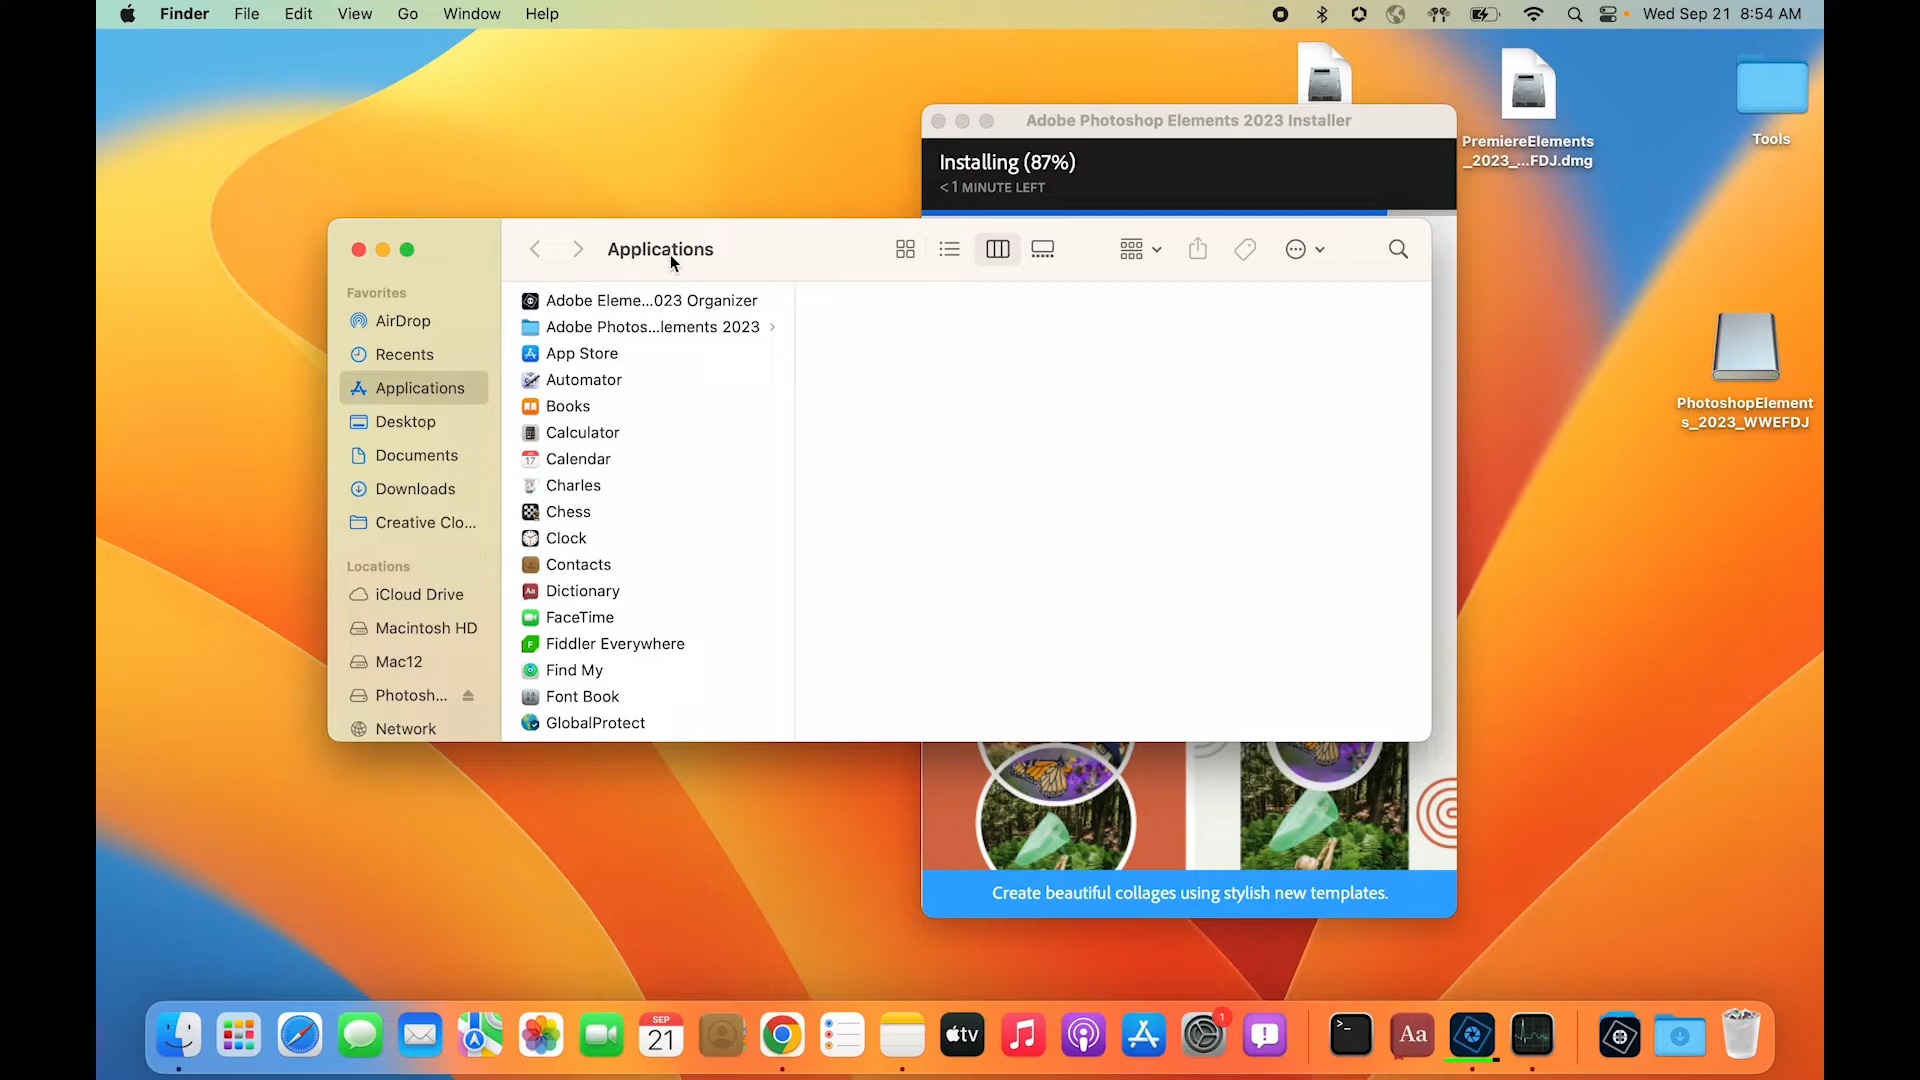 Finder File Edit View Go Window Help
Wed Sep 21 8:54 AM
PremiereElements
_2023_...FDJ.dmg
Tools
Adobe Photoshop Elements 2023 Installer
Installing (87%)
< 1 MINUTE LEFT
Applications
Favorites
AirDrop
Recents
Applications
Desktop
Documents
Downloads
Creative Clo...
Locations
iCloud Drive
Macintosh HD
Mac12
Photosh...
Network
Adobe Eleme...023 Organizer
Adobe Photos...lements 2023
App Store
Automator
Books
Calculator
Calendar
Charles
Chess
Clock
Contacts
Dictionary
FaceTime
Fiddler Everywhere
Find My
Font Book
GlobalProtect
PhotoshopElement
s_2023_WWEFDJ
Create beautiful collages using stylish new templates.
SEP
21
tv
1
Aa